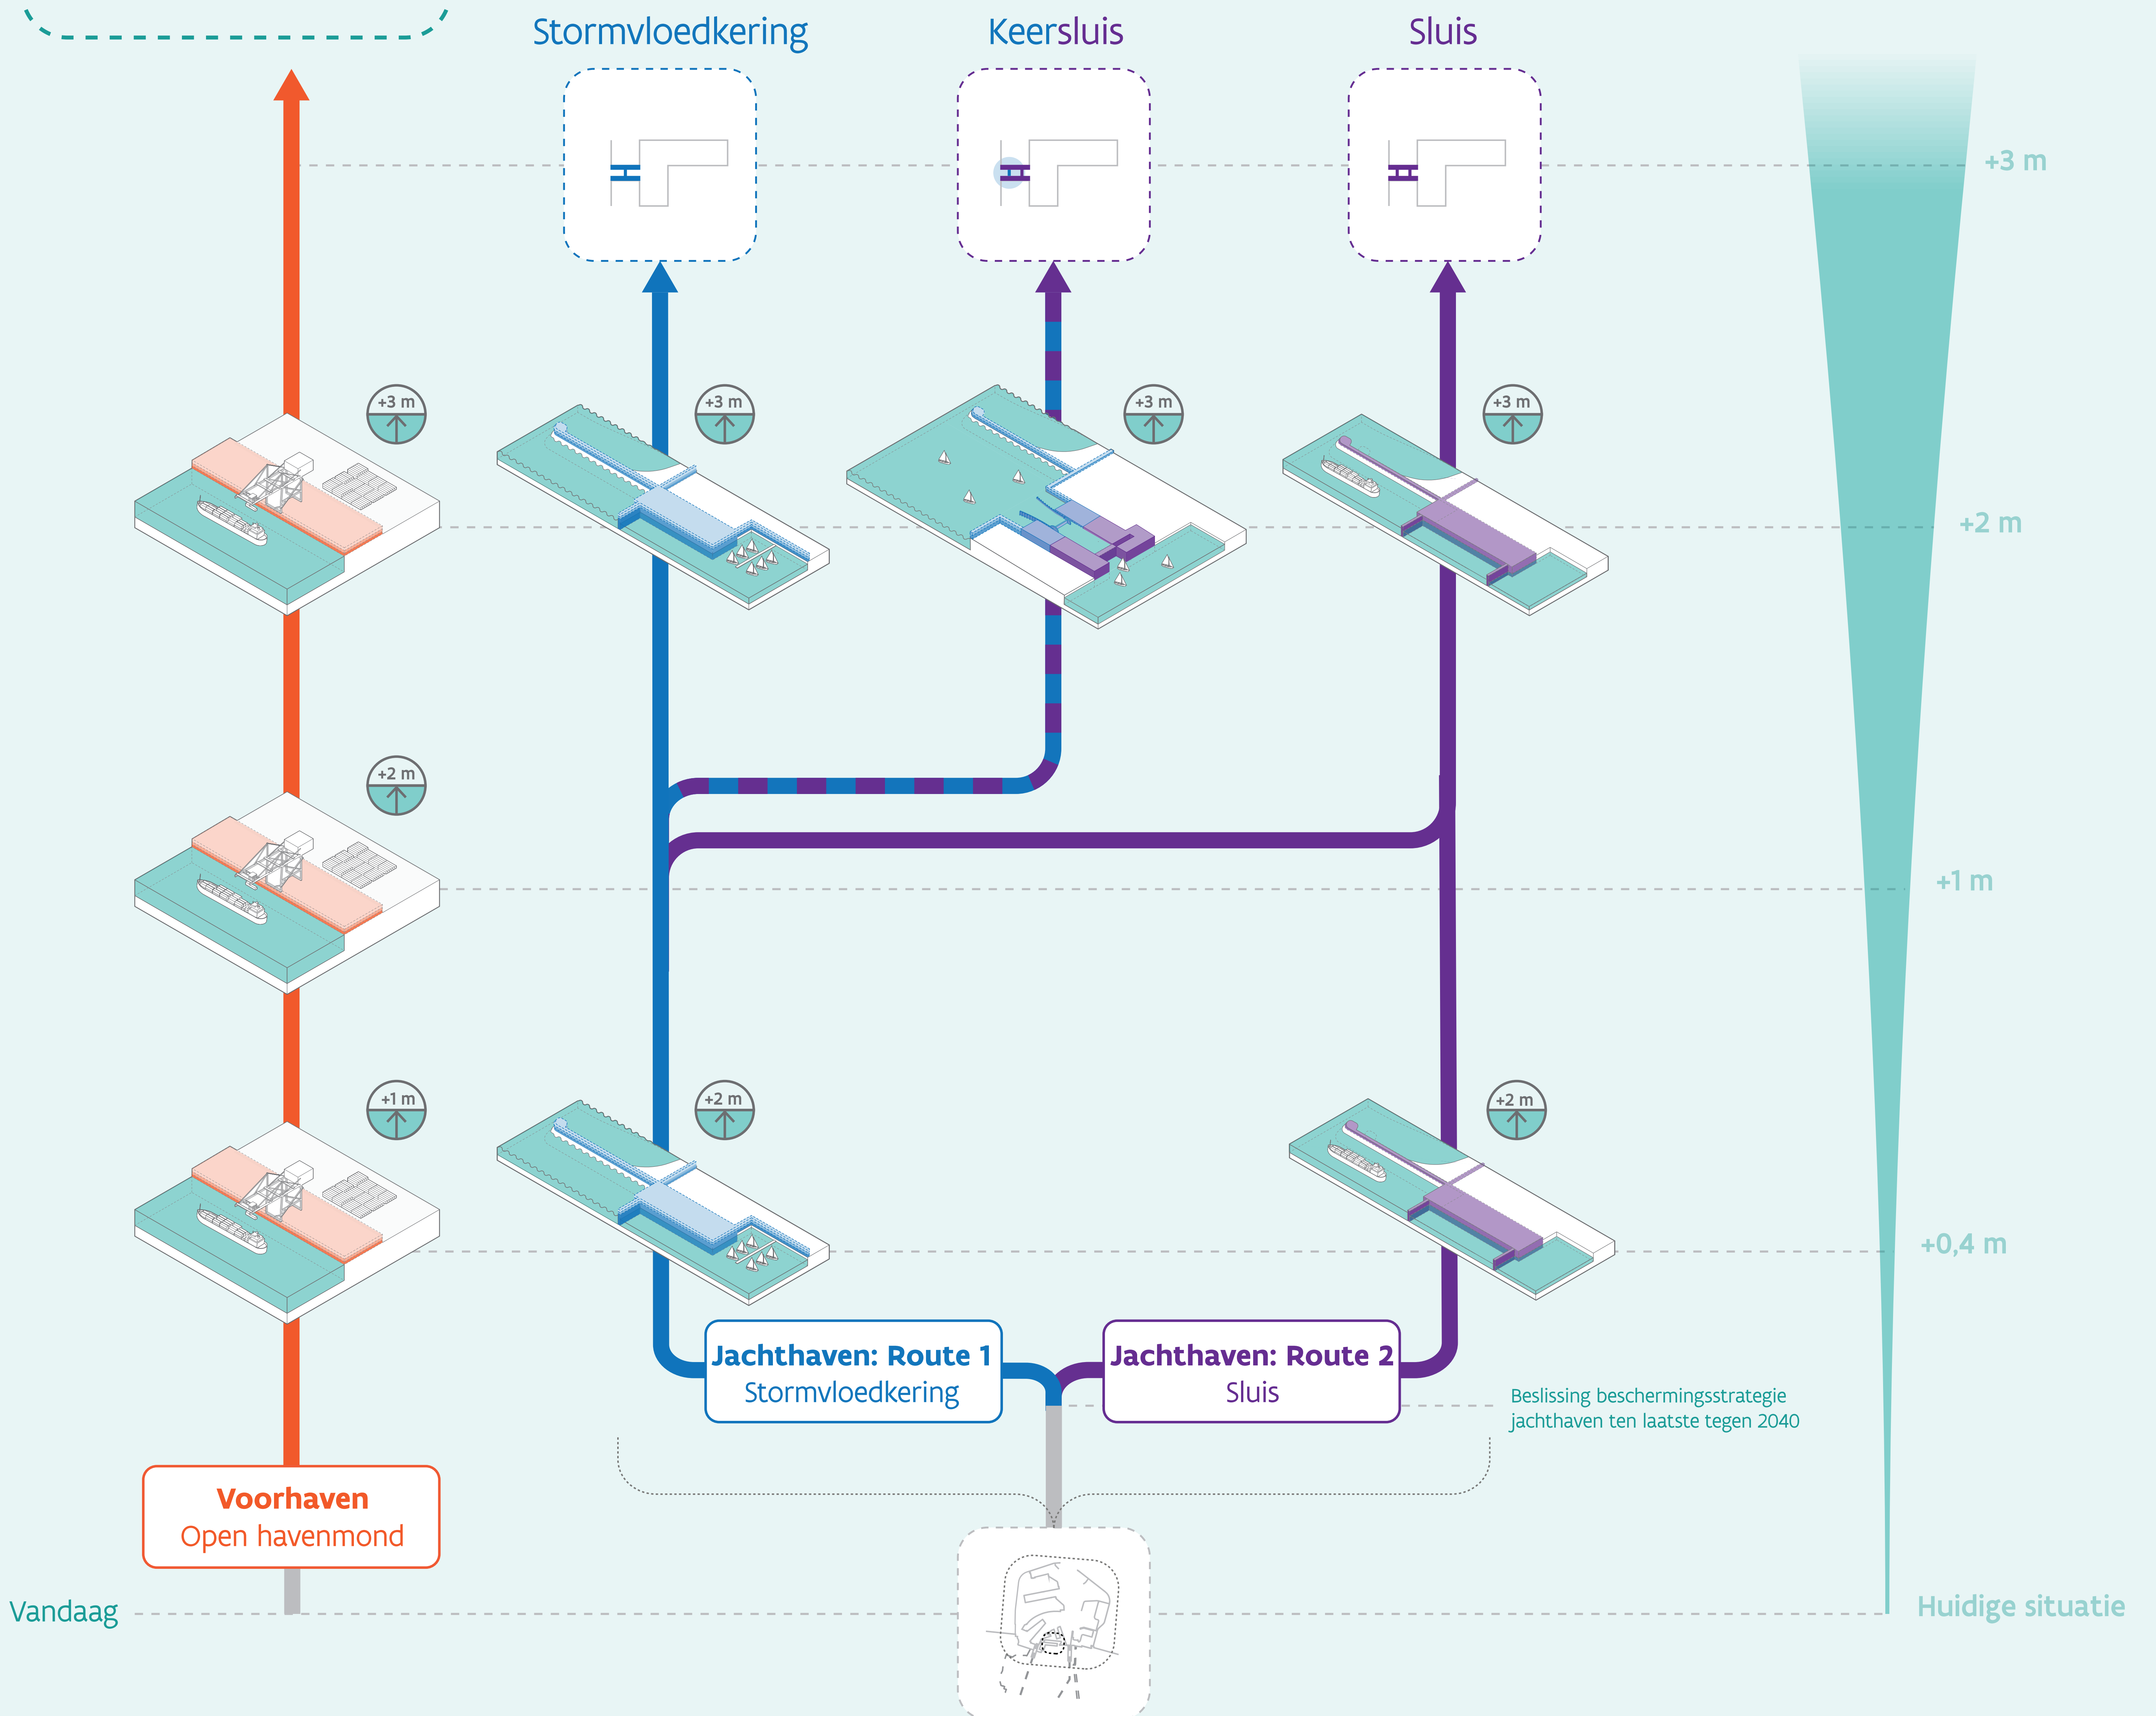 Stormvloedkering
Keersluis
Sluis
+3 m
+3 m
+3 m
+3 m
+3 m
+2 m
+2 m
+1 m
+1 m
+2 m
+2 m
+0,4 m
Jachthaven: Route 1
Stormvloedkering
Jachthaven: Route 2
Sluis
Beslissing beschermingsstrategie
jachthaven ten laatste tegen 2040
Voorhaven
Open havenmond
Vandaag
Huidige situatie